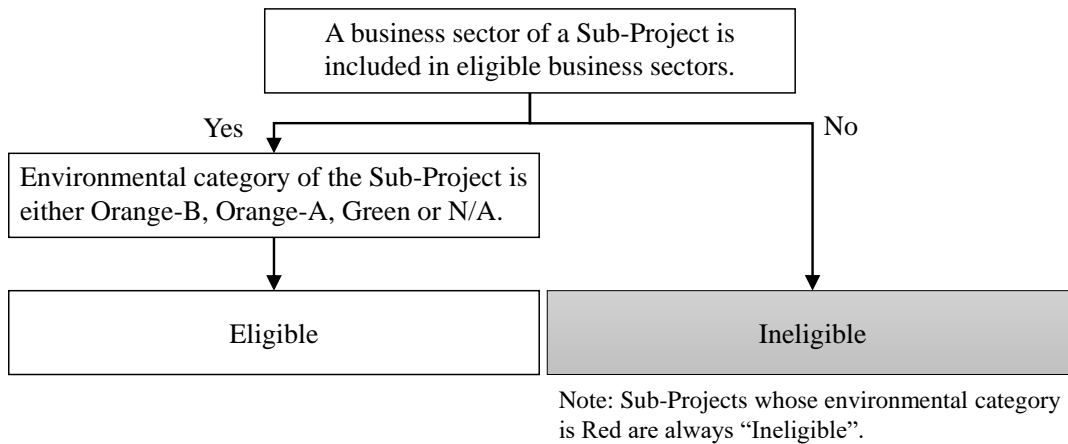 A business sector of a Sub-Project is
included in eligible business sectors.
Yes
No
Environmental category of the Sub-Project is
either Orange-B, Orange-A, Green or N/A.
Eligible
Ineligible
Note: Sub-Projects whose environmental category
is Red are always “Ineligible”.